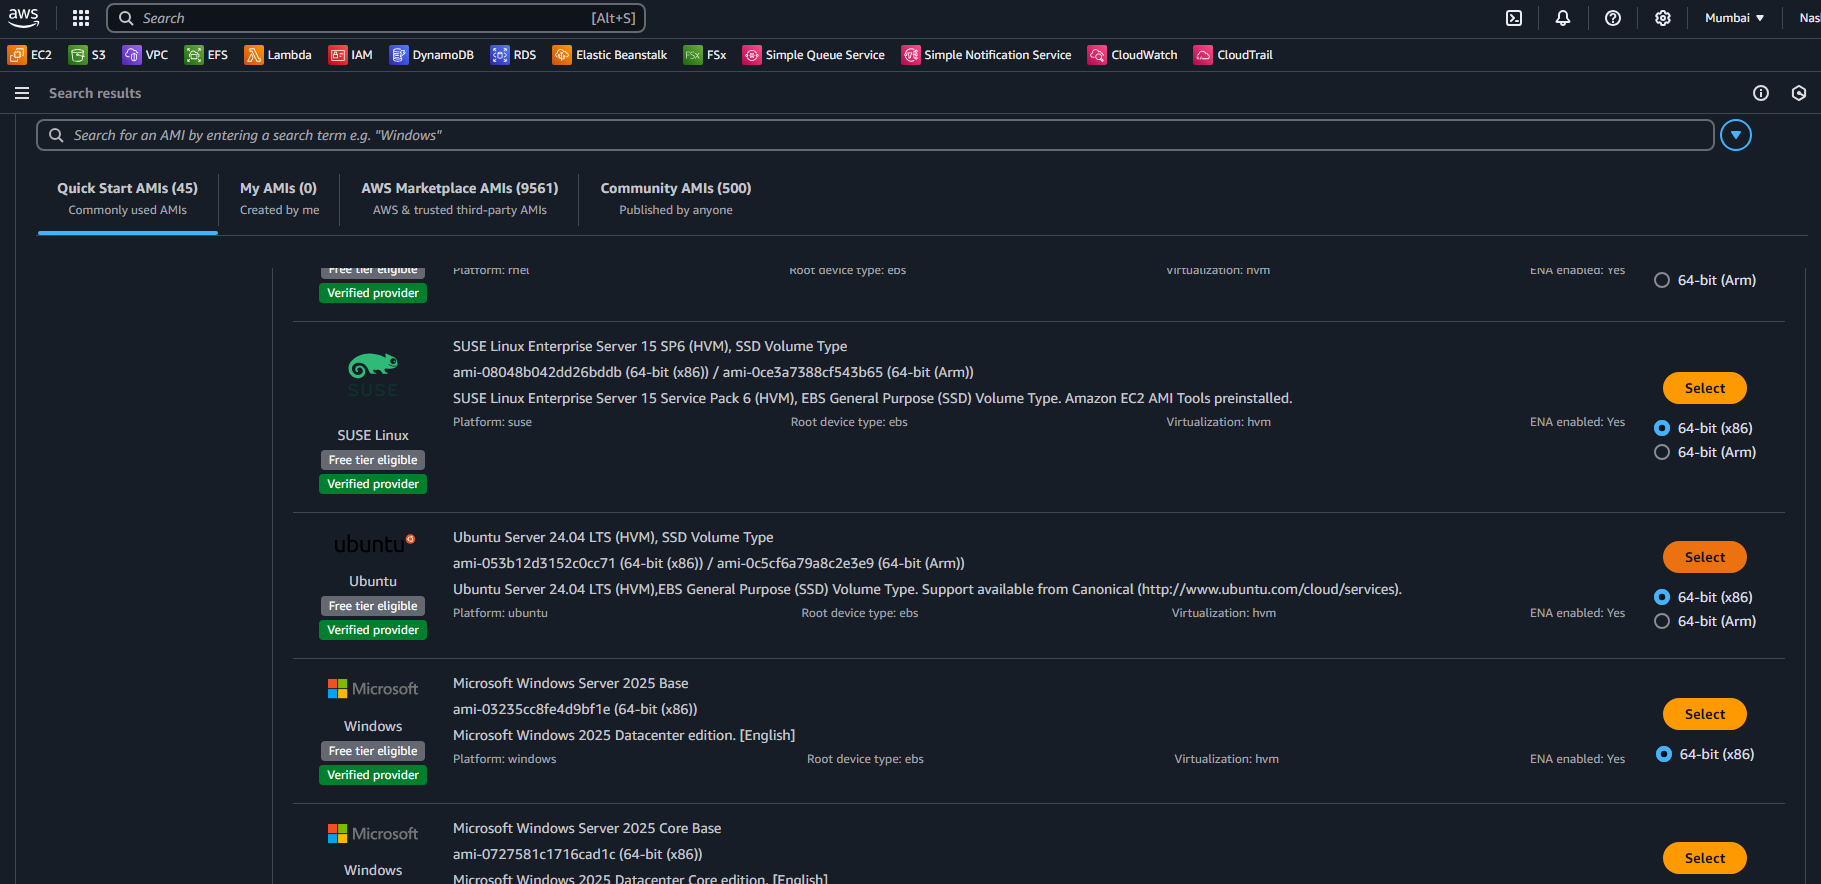 aws Search [Alt+S] Mumbai Nas
EC2 S3 VPC EFS Lambda IAM DynamoDB RDS Elastic Beanstalk FSx FSx Simple Queue Service Simple Notification Service CloudWatch CloudTrail
Search results
Search for an AMI by entering a search term e.g. "Windows"
Quick Start AMIs (45) My AMIs (0) AWS Marketplace AMIs (9561) Community AMIs (500)
Commonly used AMIs Created by me AWS & trusted third-party AMIs Published by anyone
Free tier eligible Platform: rhel Root device type: ebs Virtualization: hvm ENA enabled: Yes
64-bit (Arm)
Verified provider
SUSE
SUSE Linux
Free tier eligible
Verified provider
SUSE Linux Enterprise Server 15 SP6 (HVM), SSD Volume Type
ami-08048b042dd26bddb (64-bit (x86)) / ami-0ce3a7388cf543b65 (64-bit (Arm))
SUSE Linux Enterprise Server 15 Service Pack 6 (HVM), EBS General Purpose (SSD) Volume Type. Amazon EC2 AMI Tools preinstalled.
Platform: suse Root device type: ebs Virtualization: hvm ENA enabled: Yes
Select
64-bit (x86)
64-bit (Arm)
ubuntu
Ubuntu
Free tier eligible
Verified provider
Ubuntu Server 24.04 LTS (HVM), SSD Volume Type
ami-053b12d3152c0cc71 (64-bit (x86)) / ami-0c5cf6a79a8c2e3e9 (64-bit (Arm))
Ubuntu Server 24.04 LTS (HVM),EBS General Purpose (SSD) Volume Type. Support available from Canonical (http://www.ubuntu.com/cloud/services).
Platform: ubuntu Root device type: ebs Virtualization: hvm ENA enabled: Yes
Select
64-bit (x86)
64-bit (Arm)
Microsoft
Windows
Free tier eligible
Verified provider
Microsoft Windows Server 2025 Base
ami-03235cc8fe4d9bf1e (64-bit (x86))
Microsoft Windows 2025 Datacenter edition. [English]
Platform: windows Root device type: ebs Virtualization: hvm ENA enabled: Yes
Select
64-bit (x86)
Microsoft
Windows
Microsoft Windows Server 2025 Core Base
ami-0727581c1716cad1c (64-bit (x86))
Microsoft Windows 2025 Datacenter Core edition. [English]
Select